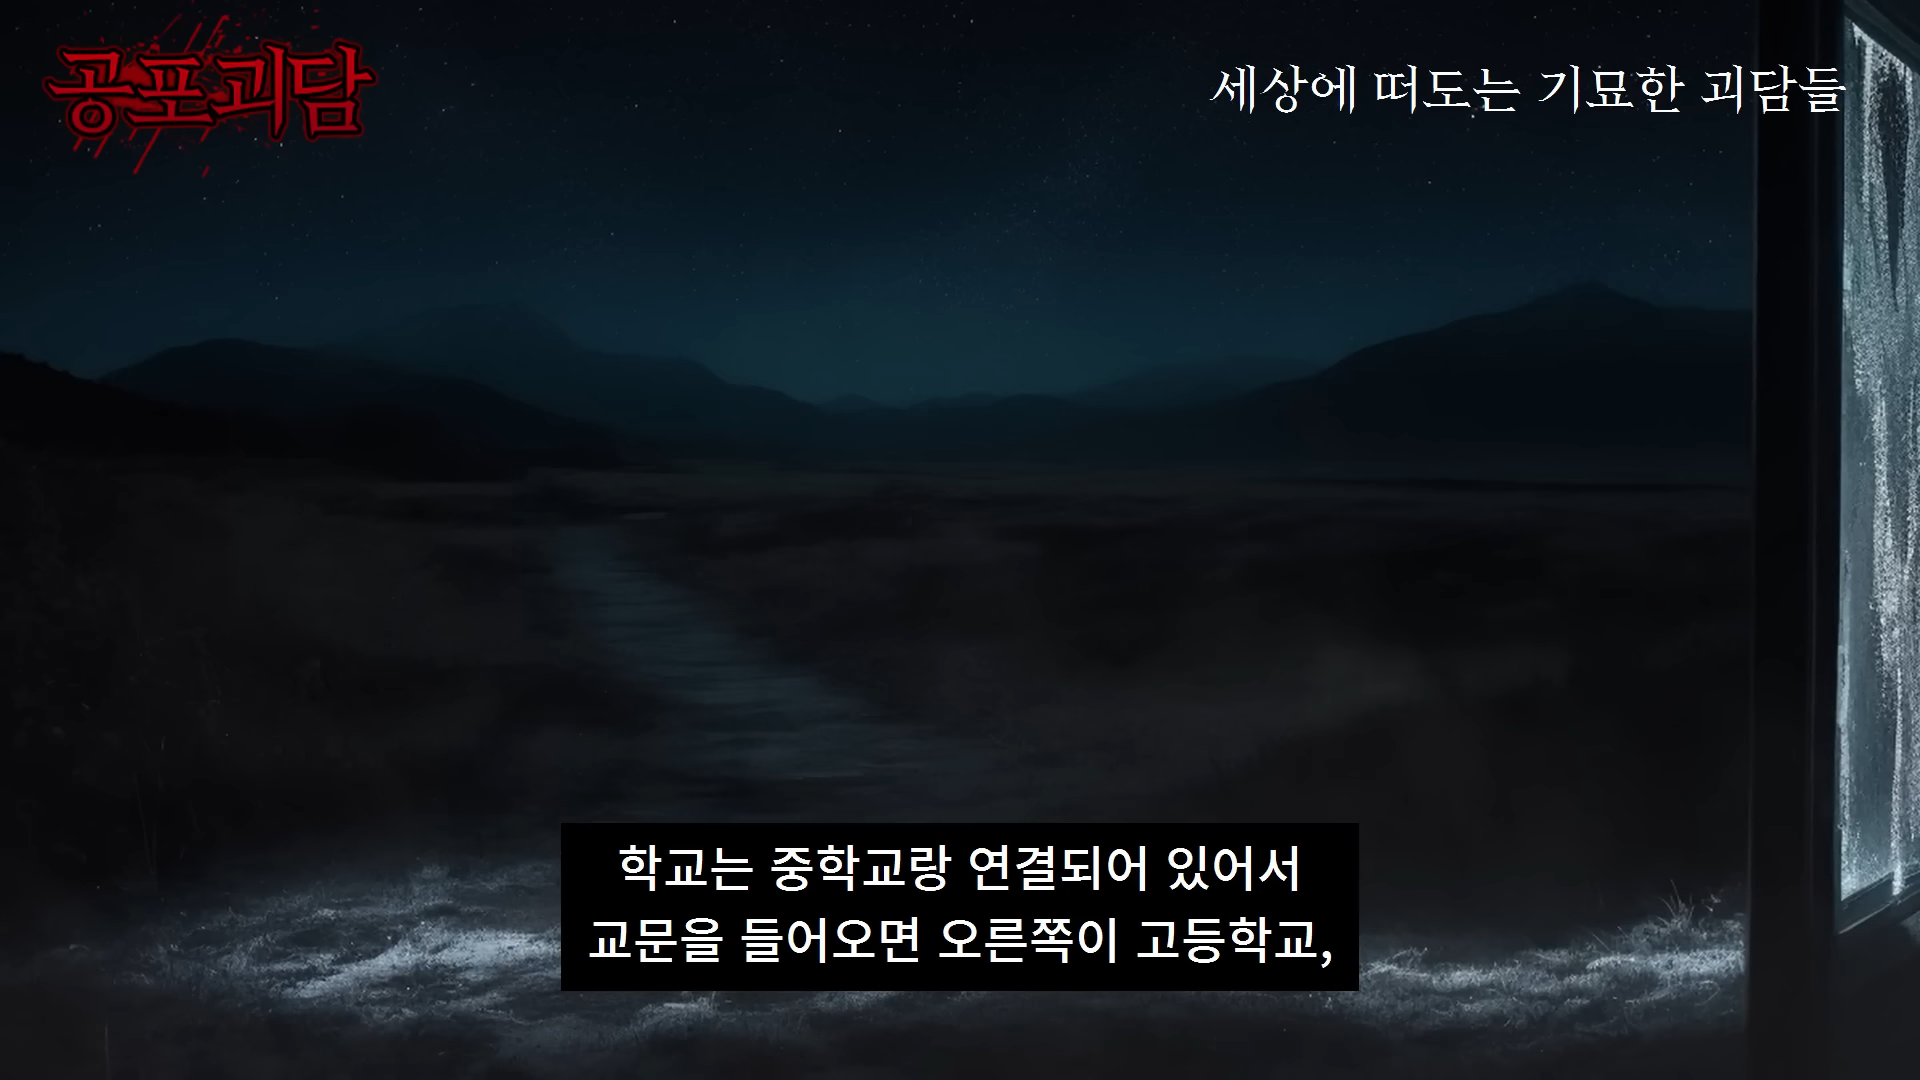 공포괴담
세상에 떠도는 기묘한 괴담들
학교는 중학교랑 연결되어 있어서
교문을 들어오면 오른쪽이 고등학교,